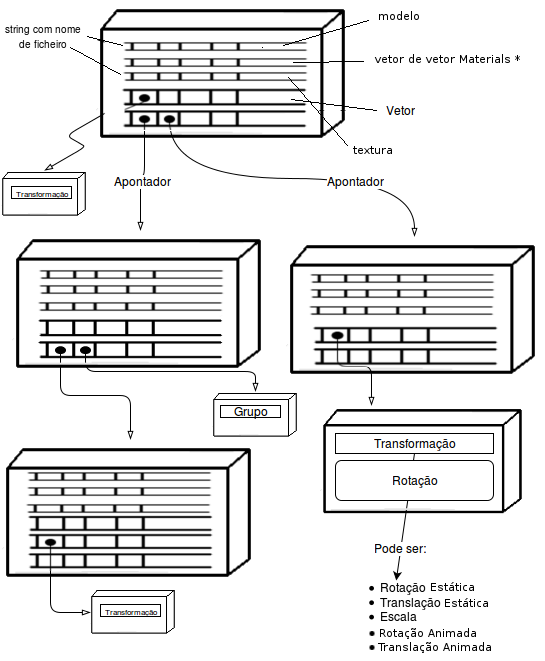 modelo
string com nome
de ficheiro
vetor de vetor Materials *
Vetor
textura
Transformação
Apontador
Apontador
Grupo
Transformação
Rotação
Pode ser:
Rotação Estática
Translação Estática
Escala
Rotação Animada
Translação Animada
Transformação